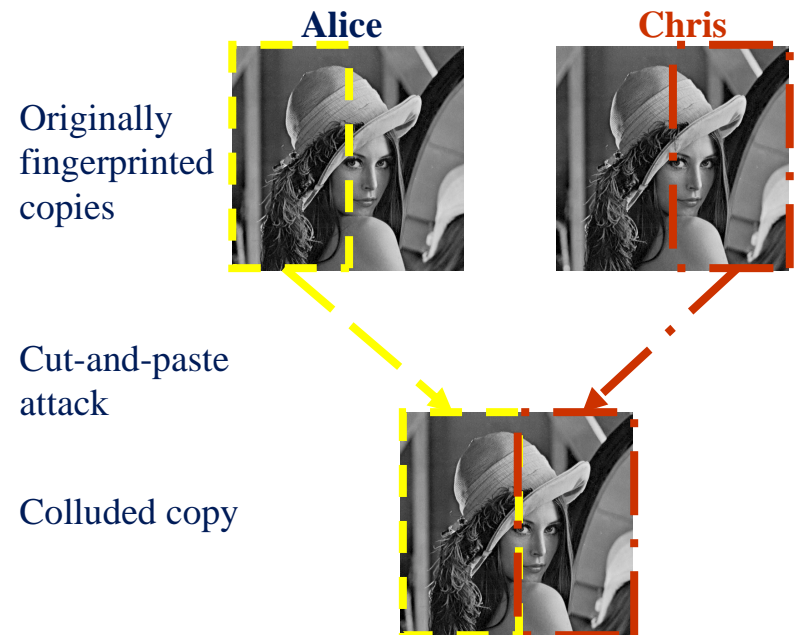 Alice
Chris
Originally
fingerprinted
copies
Cut-and-paste
attack
Colluded copy